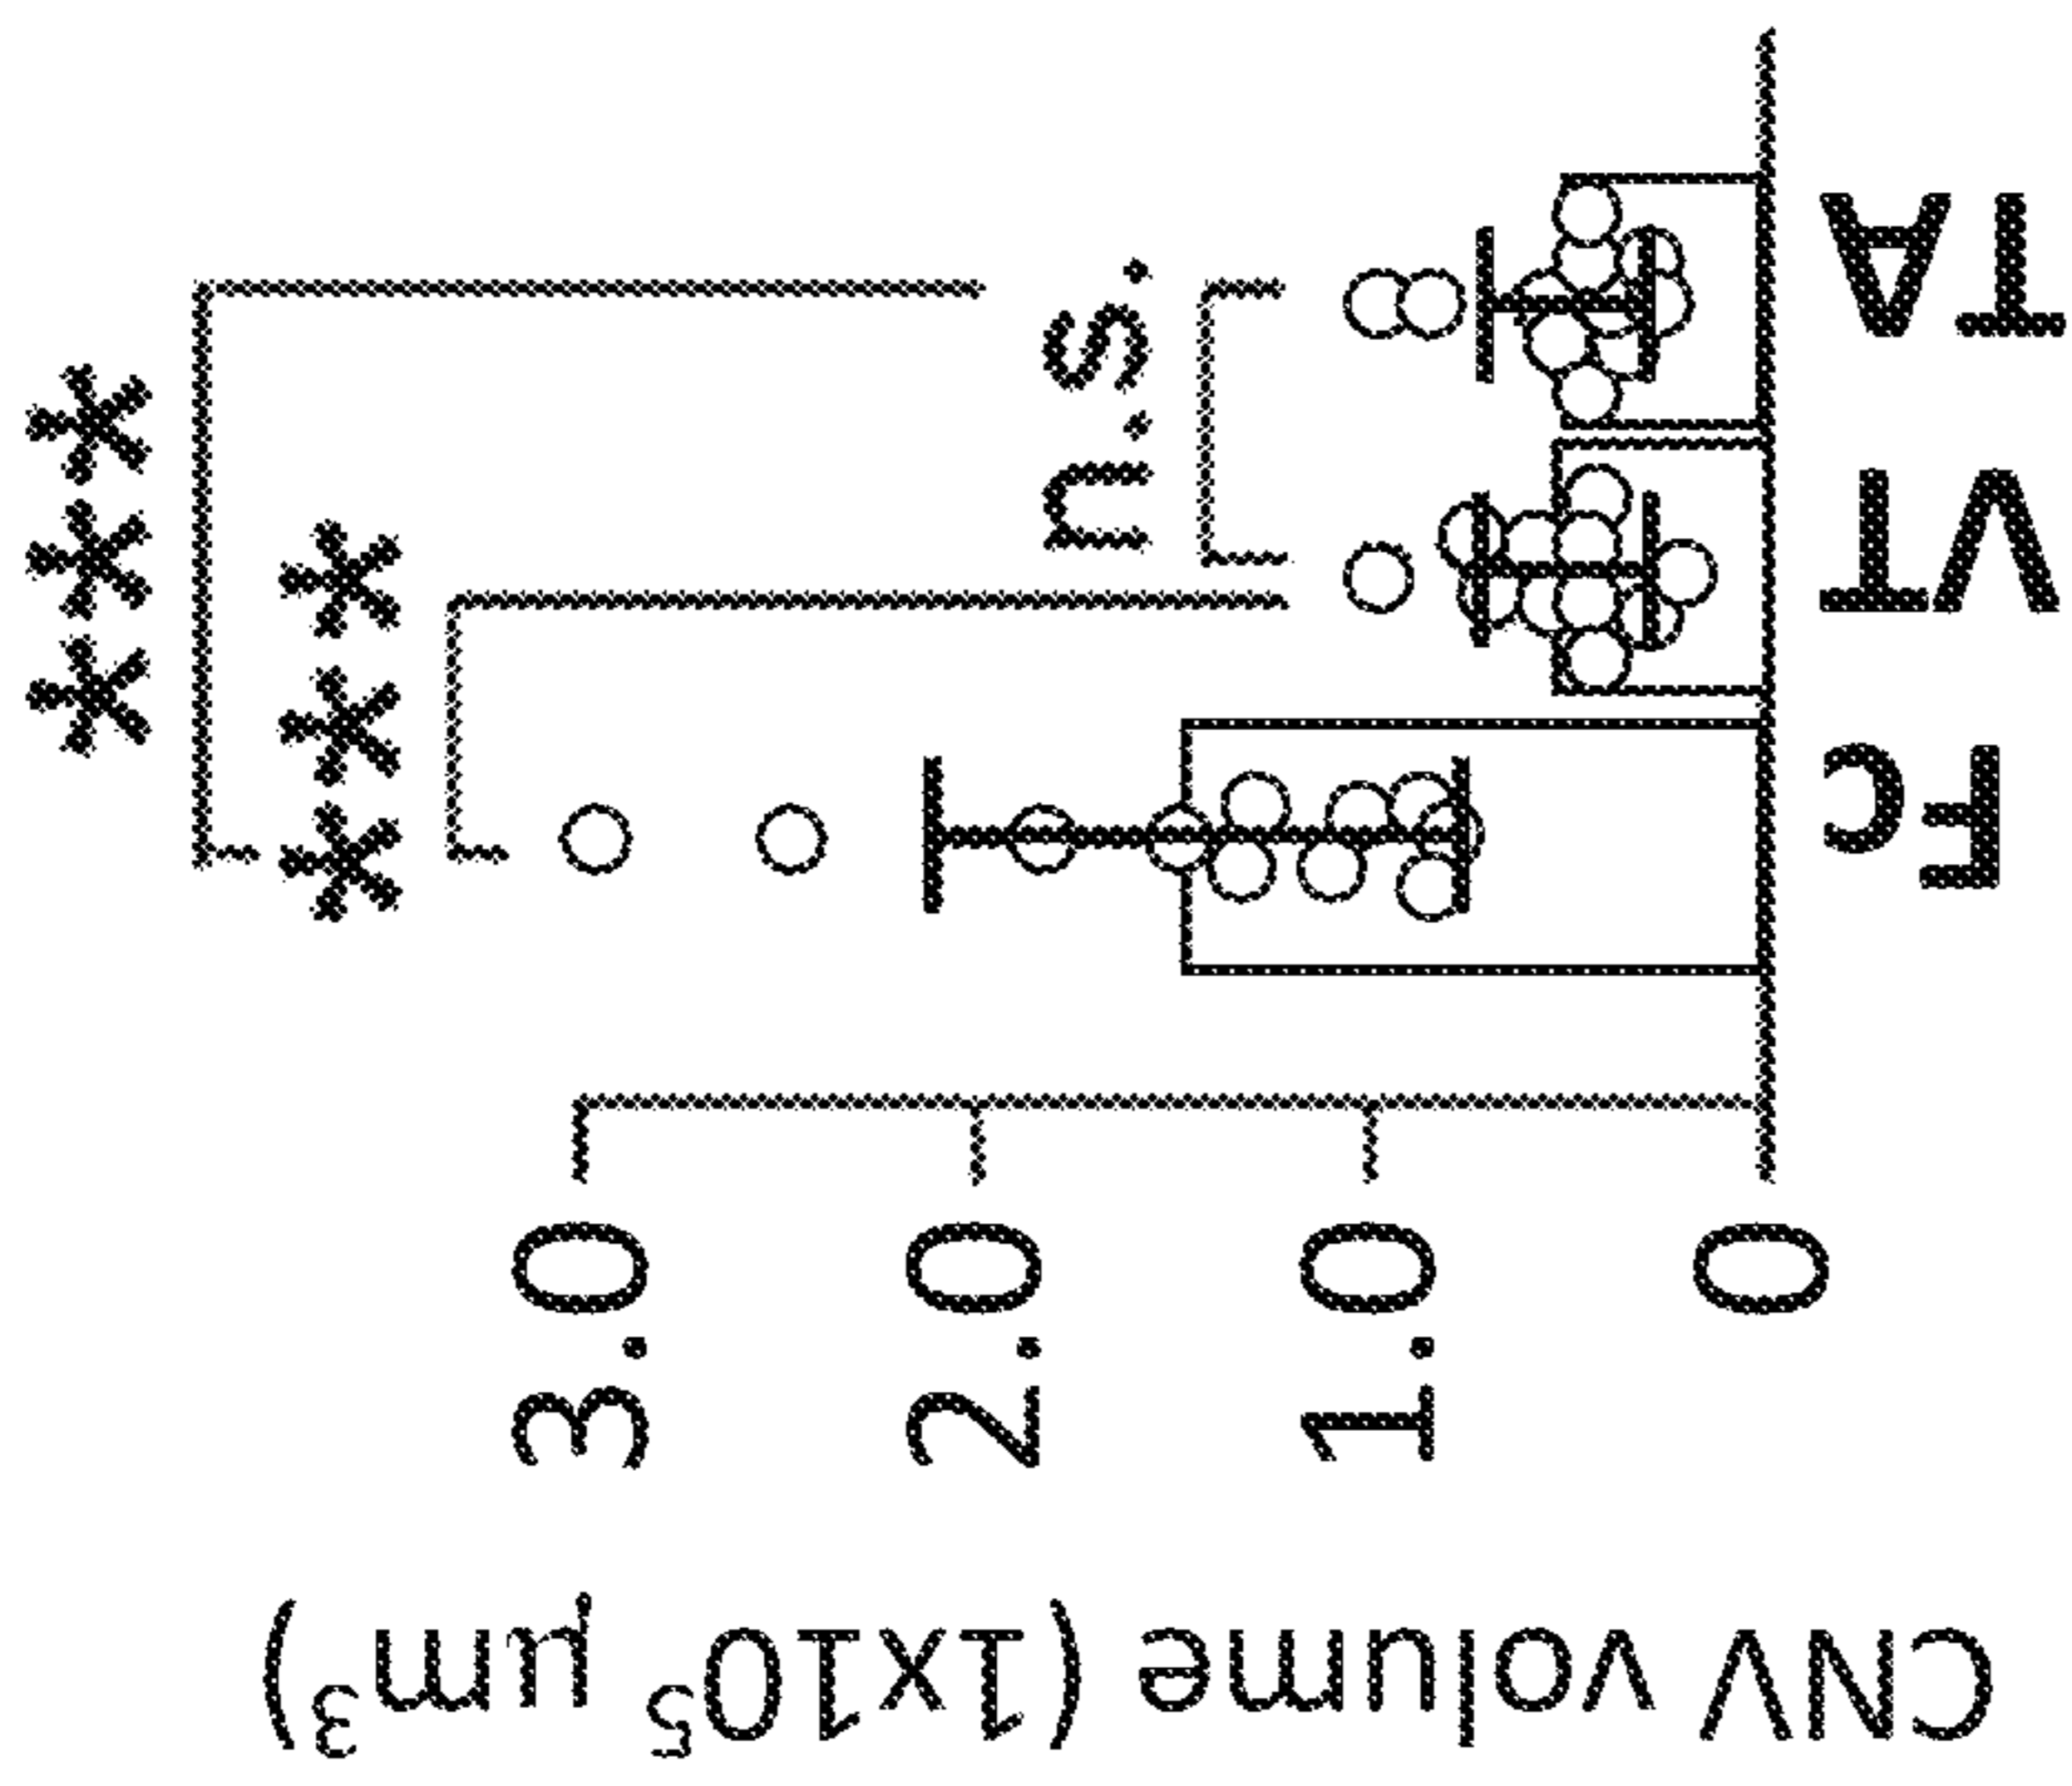 ***
***
n.s.
3.0
2.0
1.0
0
CNV volume (1x10⁵ µm³)
Fc
VT
TA